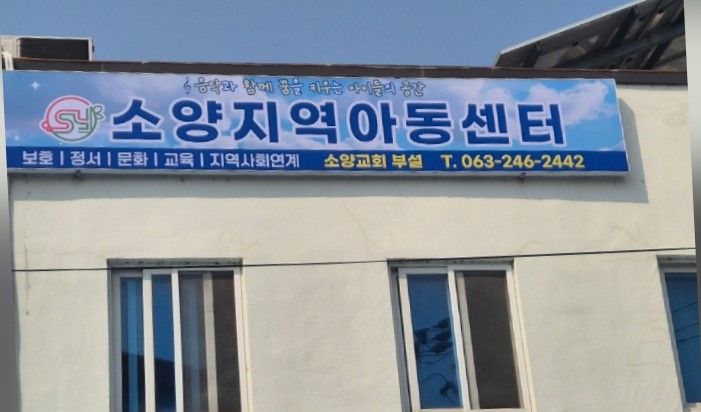 음악과 함께 꿈을 키우는 아이들의 공간
SY 소양지역아동센터
보호 | 정서 | 문화 | 교육 | 지역사회연계 소양교회 부설 T. 063-246-2442